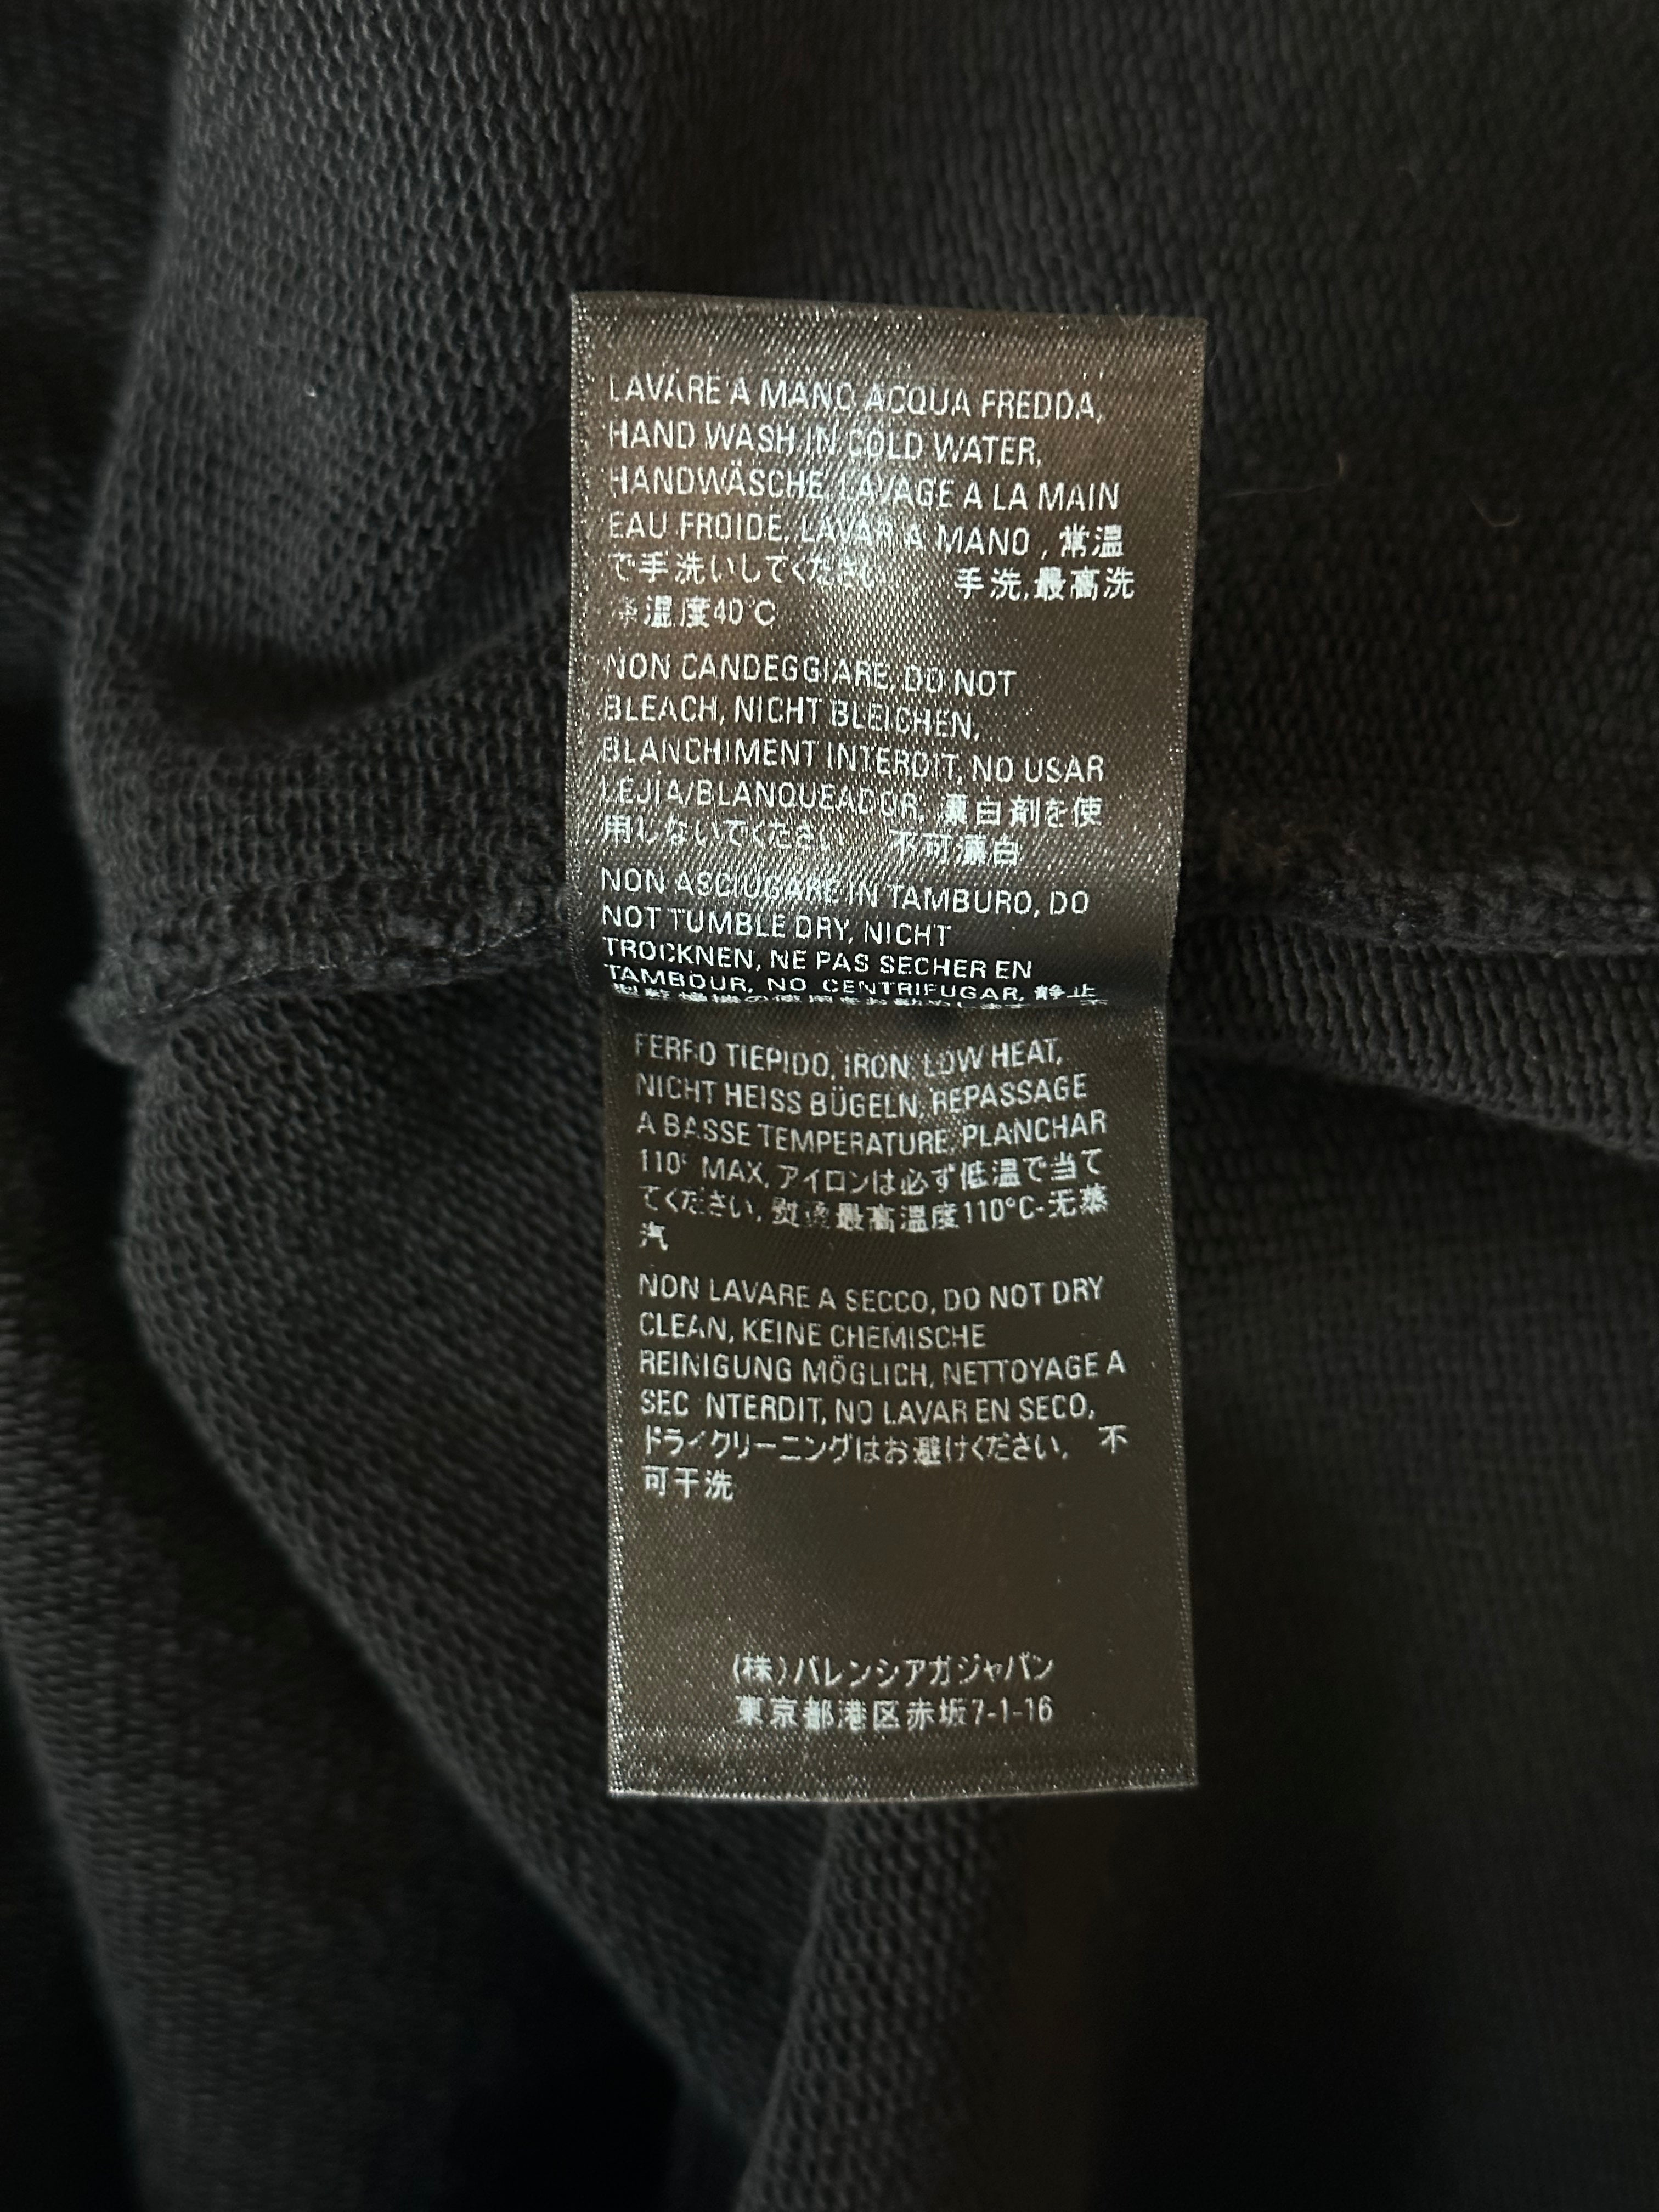 LAVARE A MANO ACQUA FREDDA,
HAND WASH IN COLD WATER,
HANDWÄSCHE, LAVAGE A LA MAIN
EAU FROIDE, LAVAR A MANO , 常温
で手洗いしてください 手洗,最高洗
温度40°C
NON CANDEGGIARE, DO NOT
BLEACH, NICHT BLEICHEN,
BLANCHIMENT INTERDIT, NO USAR
LEJIA/BLANQUEADOR, 漂白剤を使
用しないでください 不可漂白
NON ASCIUGARE IN TAMBURO, DO
NOT TUMBLE DRY, NICHT
TROCKNEN, NE PAS SECHER EN
TAMBOUR, NO CENTRIFUGAR, 静止
FERRO TIEPIDO, IRON LOW HEAT,
NICHT HEISS BÜGELN, REPASSAGE
A BASSE TEMPERATURE, PLANCHAR
110° MAX, アイロンは必ず低温で当て
てください, 熨烫最高温度110°C-无蒸
汽
NON LAVARE A SECCO, DO NOT DRY
CLEAN, KEINE CHEMISCHE
REINIGUNG MÖGLICH, NETTOYAGE A
SEC INTERDIT, NO LAVAR EN SECO,
ドライクリーニングはお避けください, 不
可干洗
(株)バレンシアガジャパン
東京都港区赤坂7-1-16